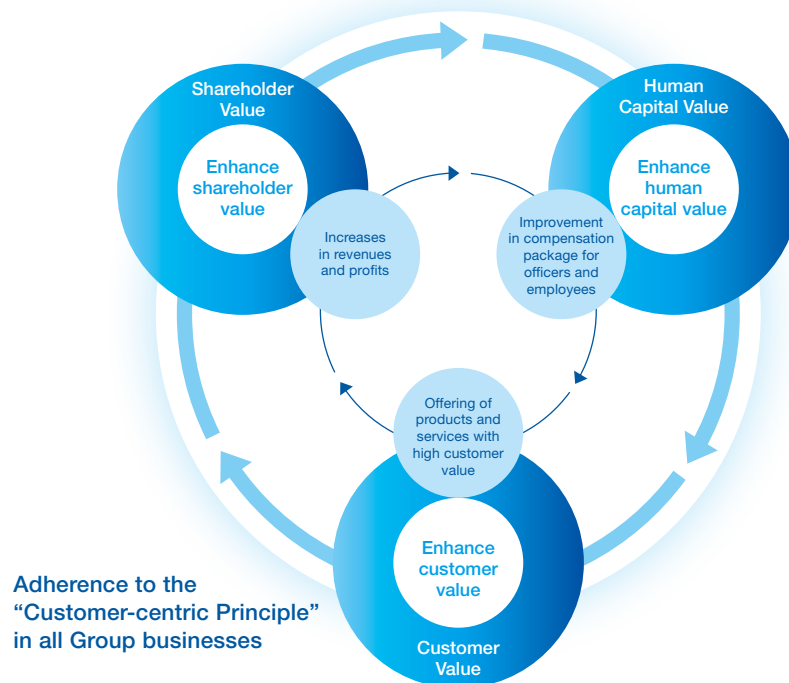 Shareholder
Value
Enhance
shareholder
value
Increases
in revenues
and profits
Human
Capital Value
Enhance
human
capital value
Improvement
in compensation
package for
officers and
employees
Offering of
products and
services with
high customer
value
Enhance
customer
value
Customer
Value
Adherence to the
“Customer-centric Principle”
in all Group businesses